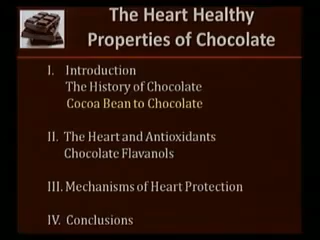 The Heart Healthy
Properties of Chocolate
I. Introduction
The History of Chocolate
Cocoa Bean to Chocolate
II. The Heart and Antioxidants
Chocolate Flavanols
III. Mechanisms of Heart Protection
IV. Conclusions